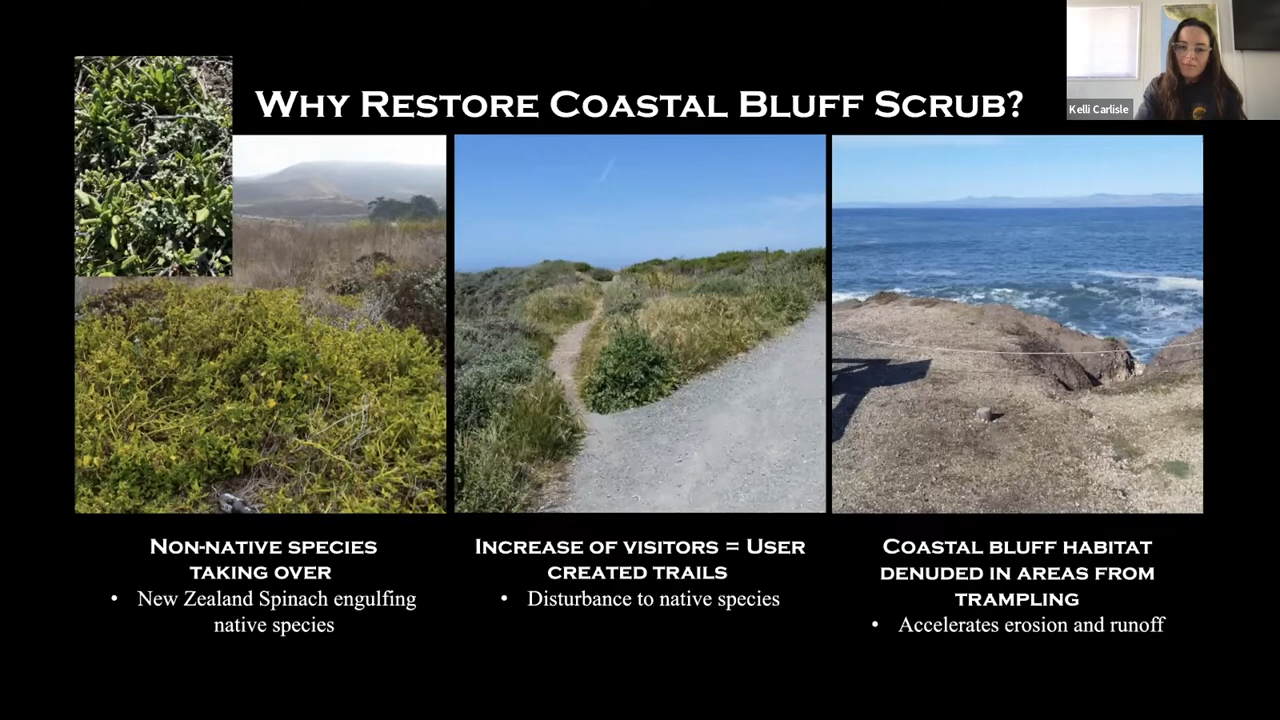 Why Restore Coastal Bluff Scrub?
Kelli Carlisle
Non-native species
taking over
• New Zealand Spinach engulfing
native species
Increase of visitors = User
created trails
• Disturbance to native species
Coastal bluff habitat
denuded in areas from
trampling
• Accelerates erosion and runoff